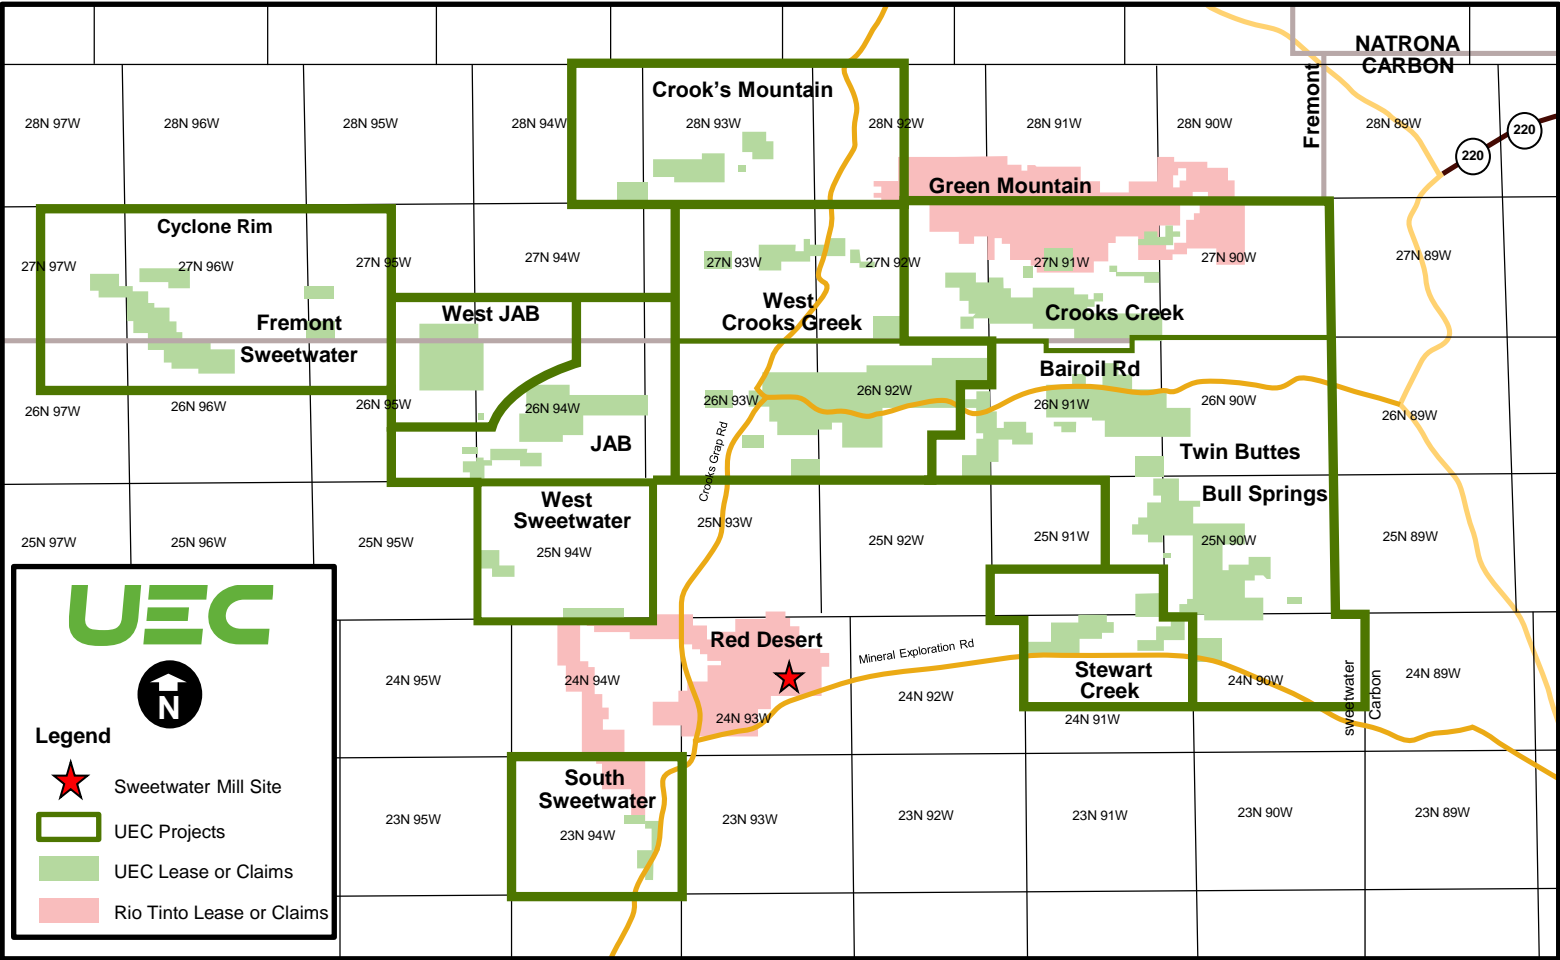 NATRONA
CARBON
Fremont
Crook's Mountain
28N 97W
28N 96W
28N 95W
28N 94W
28N 93W
28N 92W
28N 91W
28N 90W
28N 89W
220
220
Green Mountain
Cyclone Rim
27N 97W
27N 96W
27N 95W
27N 94W
27N 93W
27N 92W
27N 91W
27N 90W
27N 89W
Fremont
Sweetwater
West JAB
West
Crooks Greek
Crooks Creek
Bairoil Rd
26N 97W
26N 96W
26N 95W
26N 94W
26N 93W
26N 92W
26N 91W
26N 90W
26N 89W
JAB
Crooks Grap Rd
Twin Buttes
Bull Springs
West
Sweetwater
25N 97W
25N 96W
25N 95W
25N 94W
25N 93W
25N 92W
25N 91W
25N 90W
25N 89W
Red Desert
Mineral Exploration Rd
Stewart
Creek
24N 95W
24N 94W
24N 93W
24N 92W
24N 91W
24N 90W
24N 89W
sweetwater
Carbon
South
Sweetwater
23N 95W
23N 94W
23N 93W
23N 92W
23N 91W
23N 90W
23N 89W
UEC
N
Legend
Sweetwater Mill Site
UEC Projects
UEC Lease or Claims
Rio Tinto Lease or Claims